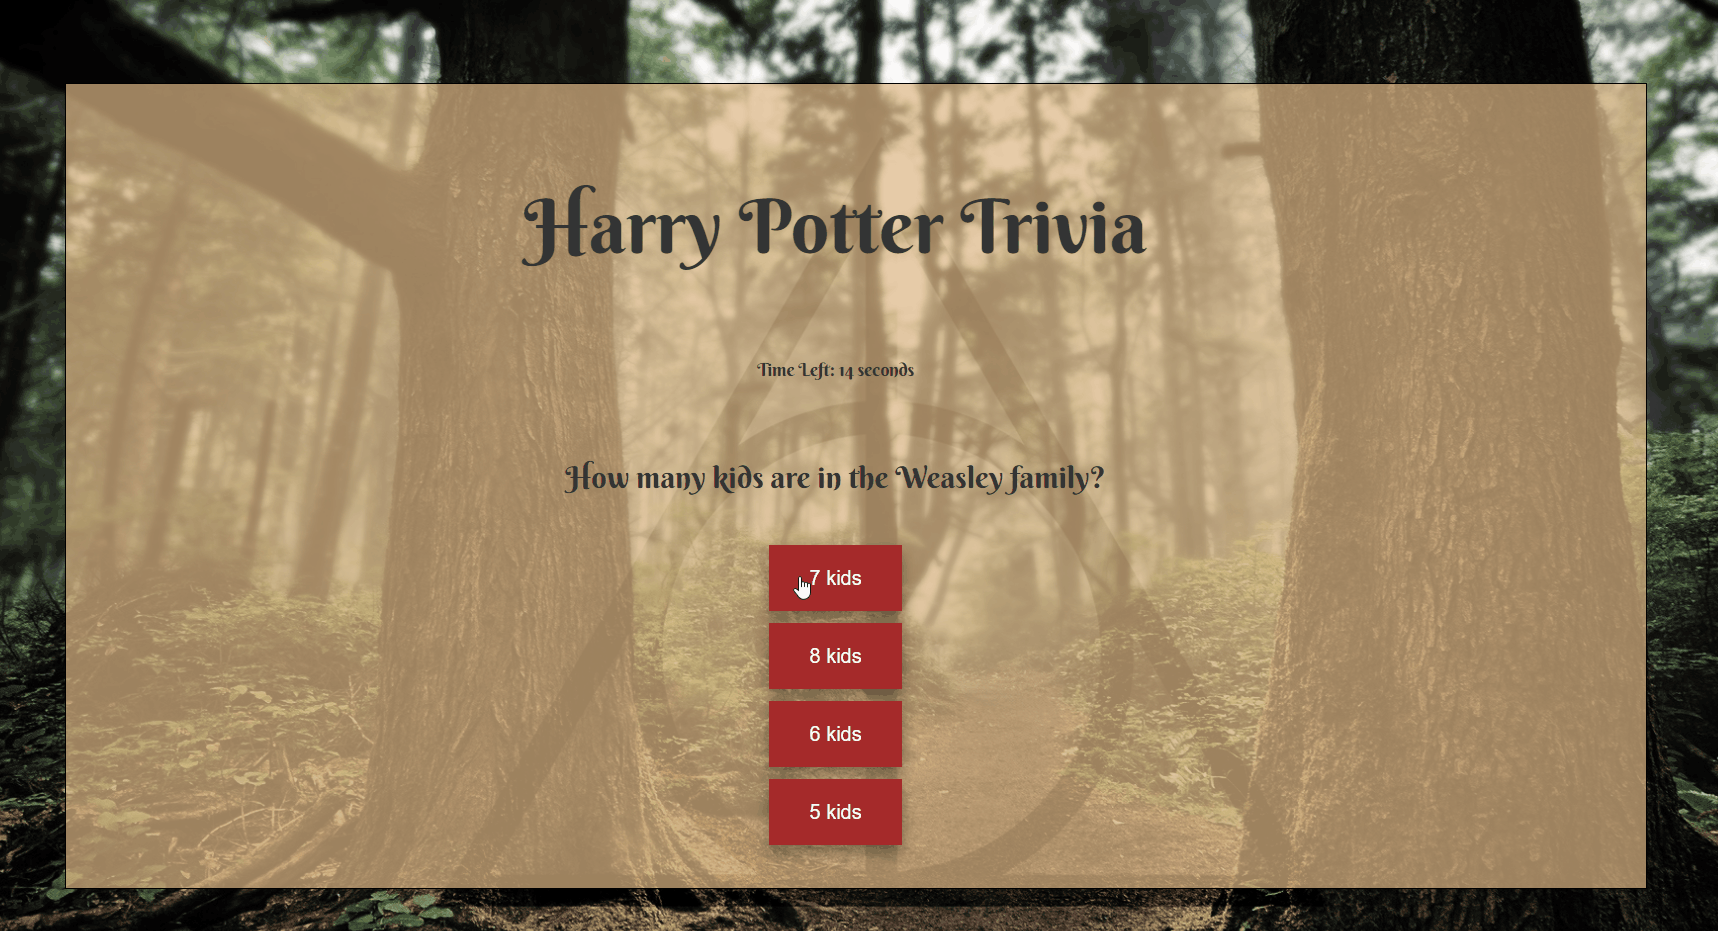 Harry Potter Trivia
Time Left: 14 seconds
How many kids are in the Weasley family?
7 kids
8 kids
6 kids
5 kids